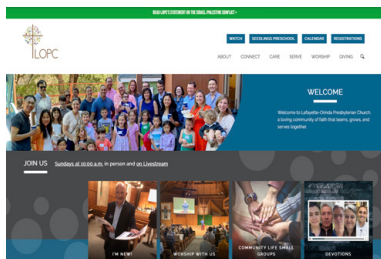 READ LOPC'S STATEMENT ON THE ISRAEL PALESTINE CONFLICT >
WATCH
SEEDLINGS PRESCHOOL
CALENDAR
REGISTRATIONS
LOPC
ABOUT CONNECT CARE SERVE WORSHIP GIVING
WELCOME
Welcome to Lafayette-Orinda Presbyterian Church
a loving community of faith that learns, grows, and
serves together
JOIN US Sundays at 10:00 a.m. in person and on Livestream
I'M NEW!
WORSHIP WITH US
COMMUNITY LIFE SMALL
GROUPS
DEVOTIONS